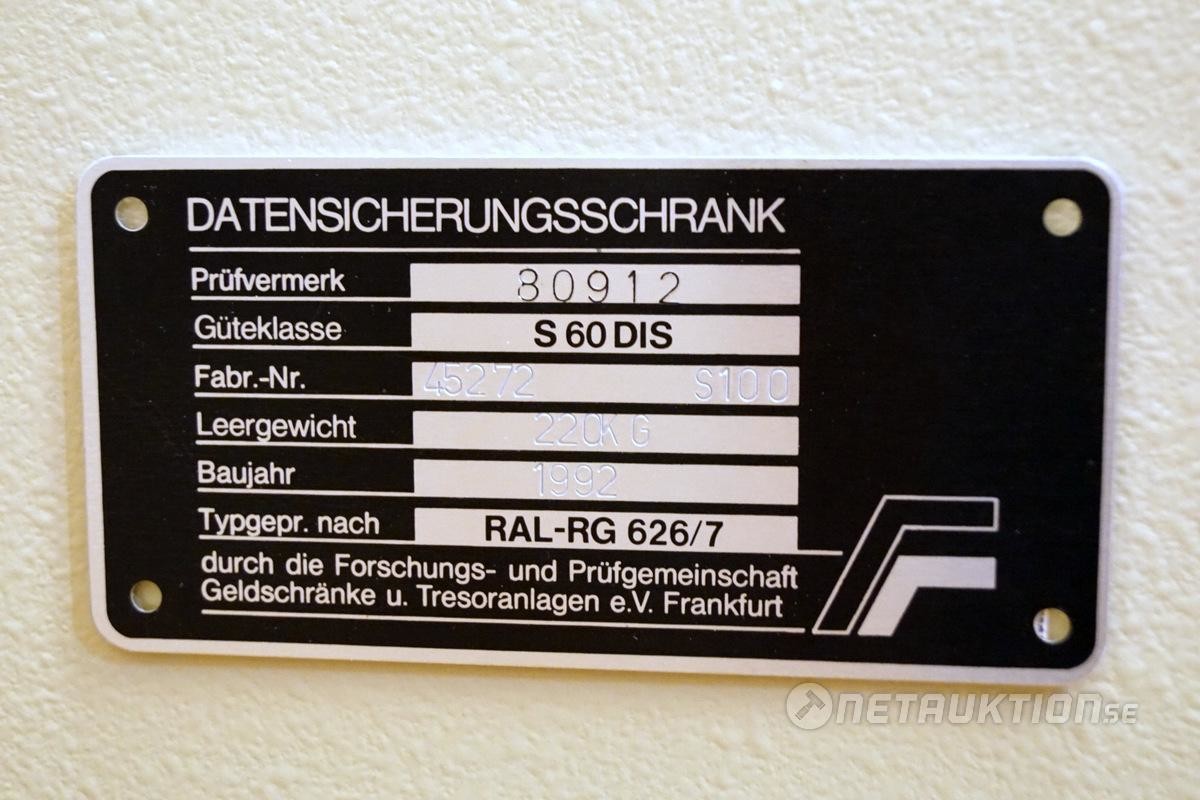 DATENSICHERUNGSSCHRANK
Prüfvermerk 80912
Güteklasse S 60 DIS
Fabr.-Nr. 45272 S100
Leergewicht 220KG
Baujahr 1992
Typgepr. nach RAL-RG 626/7
durch die Forschungs- und Prüfgemeinschaft
Geldschränke u. Tresoranlagen e.V. Frankfurt
NETAUKTION.SE